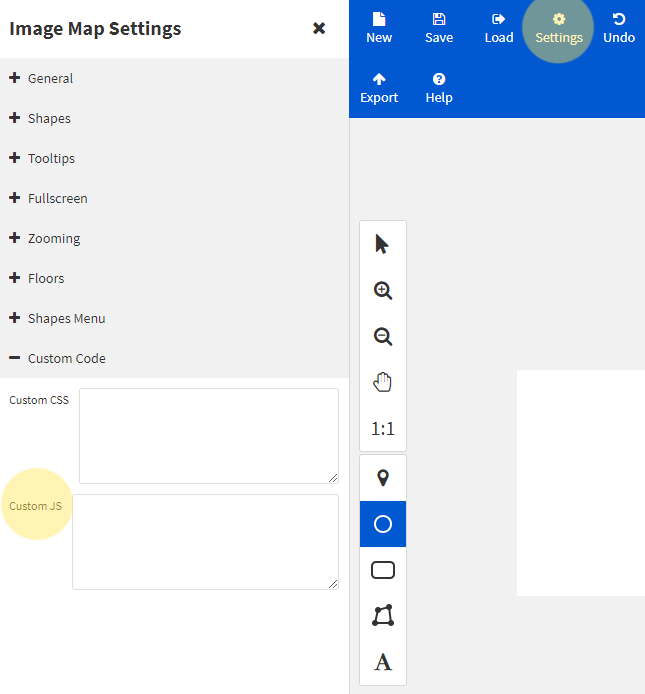 Image Map Settings
General
Shapes
Tooltips
Fullscreen
Zooming
Floors
Shapes Menu
Custom Code
Custom CSS
Custom JS
New Save Load Settings Undo
Export Help
1:1
A